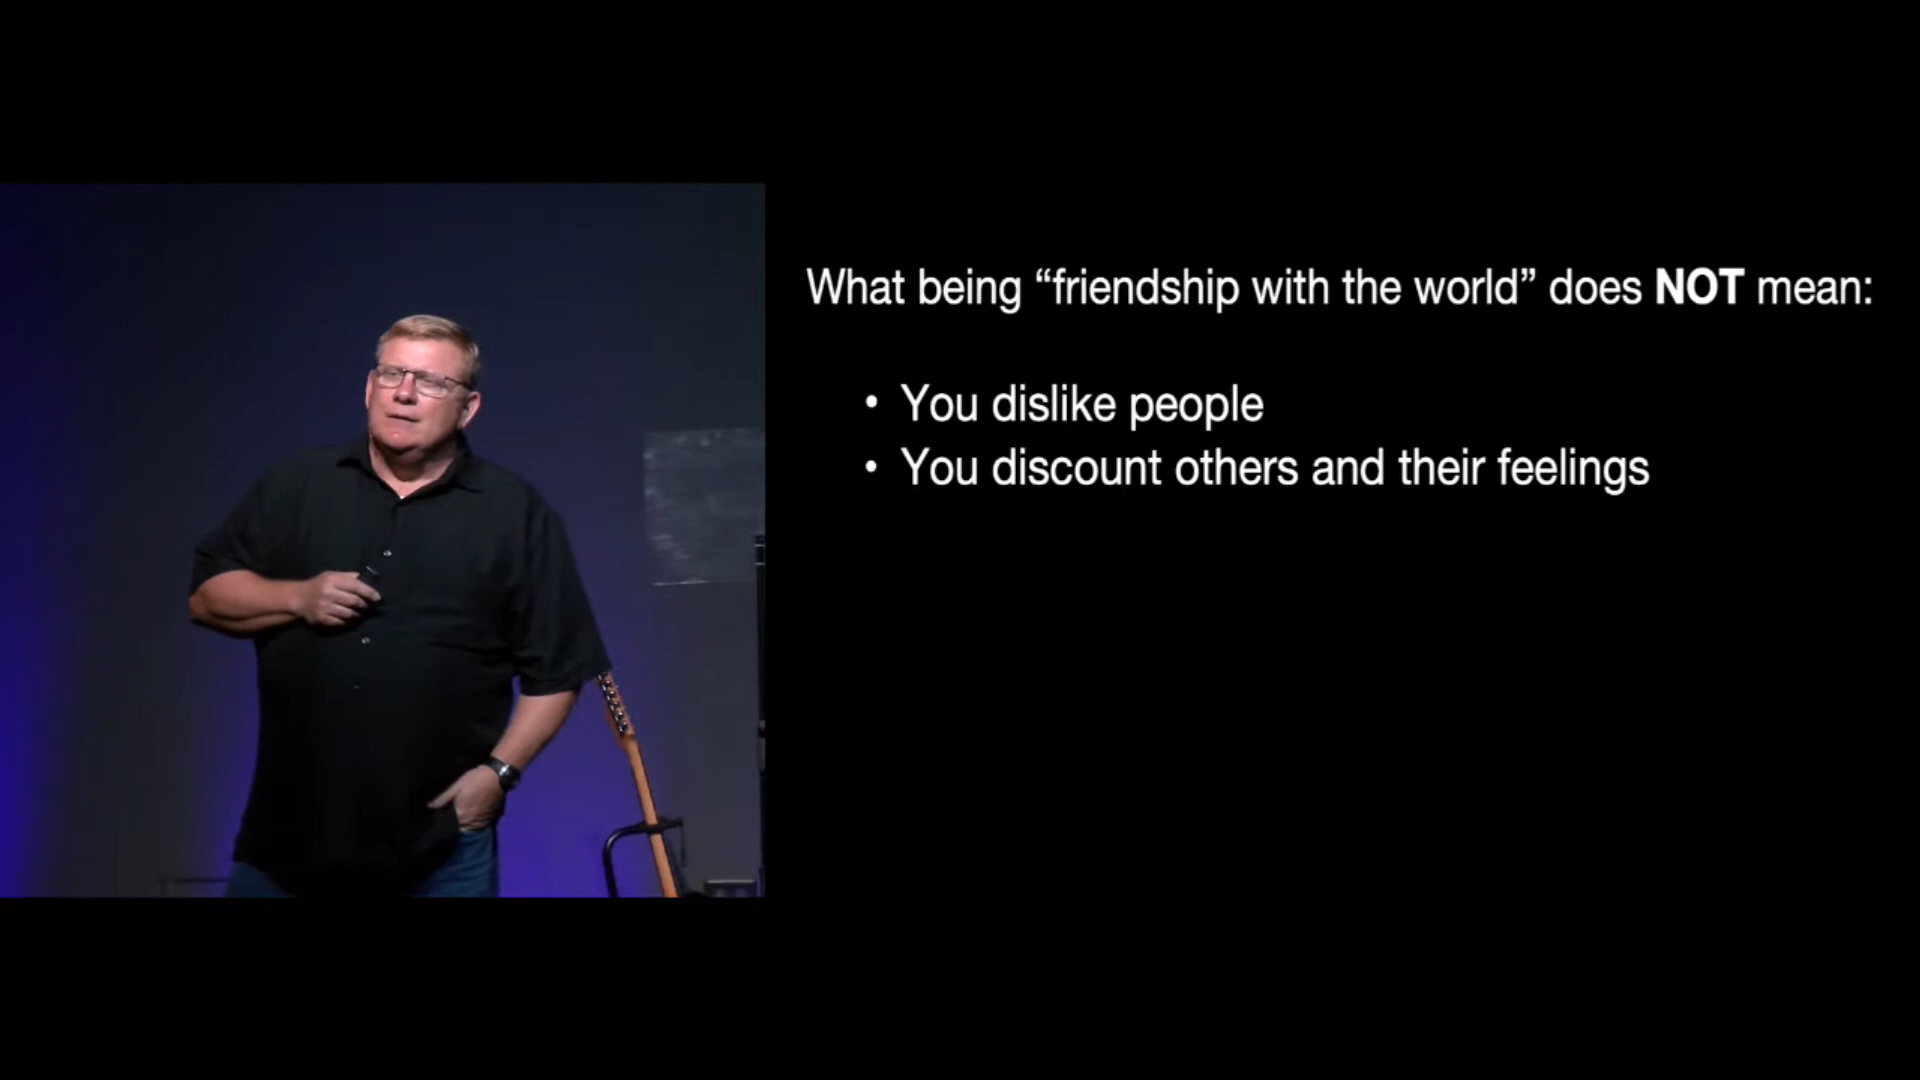 What being “friendship with the world” does NOT mean:
• You dislike people
• You discount others and their feelings